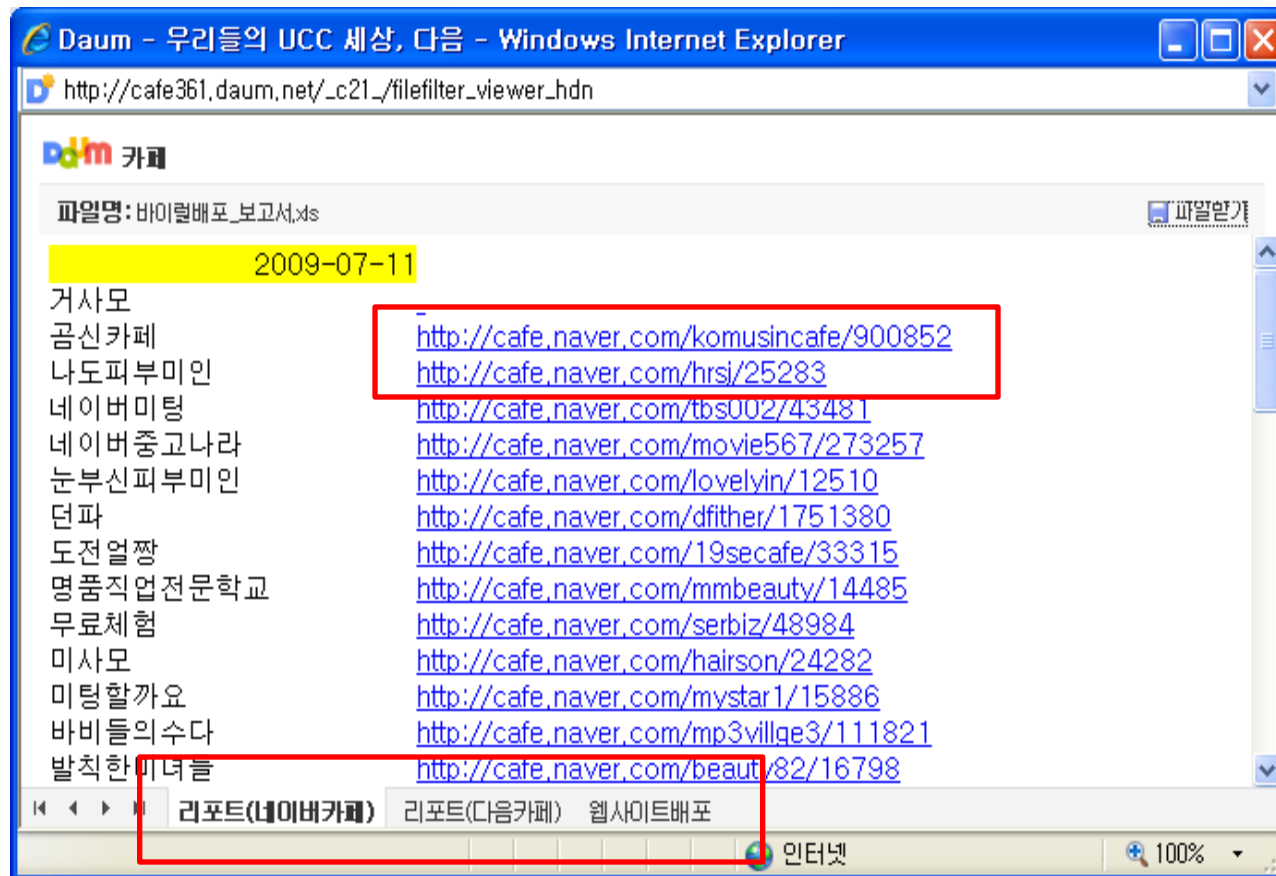 Daum - 우리들의 UCC 세상, 다음 - Windows Internet Explorer
http://cafe361.daum.net/_c21_/filefilter_viewer_hdn
Daum 카페
파일명: 바이럴배포_보고서.xls 파일받기
2009-07-11
거사모
곰신카페 http://cafe.naver.com/komusincafe/900852
나도피부미인 http://cafe.naver.com/hrsj/25283
네이버미팅 http://cafe.naver.com/tbs002/43481
네이버중고나라 http://cafe.naver.com/movie567/273257
눈부신피부미인 http://cafe.naver.com/lovelyin/12510
던파 http://cafe.naver.com/dfither/1751380
도전얼짱 http://cafe.naver.com/19secafe/33315
명품직업전문학교 http://cafe.naver.com/mmbeauty/14485
무료체험 http://cafe.naver.com/serbiz/48984
미사모 http://cafe.naver.com/hairson/24282
미팅할까요 http://cafe.naver.com/mystar1/15886
바비들의수다 http://cafe.naver.com/mp3villge3/111821
발칙한미녀들 http://cafe.naver.com/beauty82/16798
리포트(네이버카페) 리포트(다음카페) 웹사이트배포
인터넷 100%